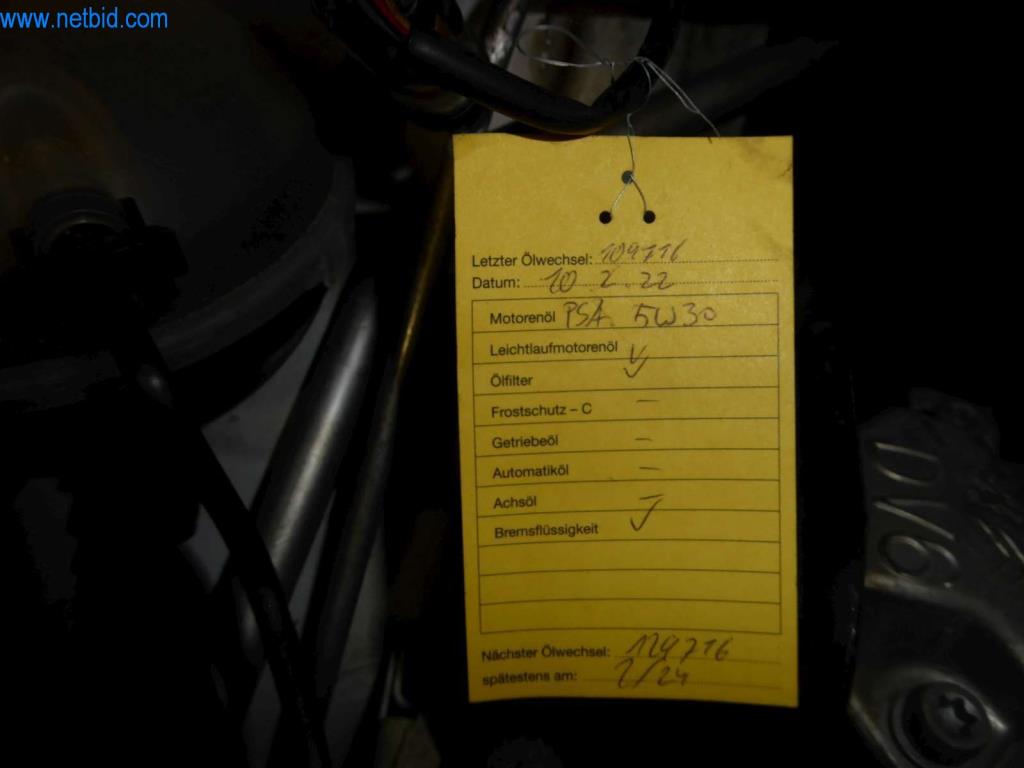 www.netbid.com
Letzter Ölwechsel: 109716
Datum: 10 2. 22
Motorenöl PSA 5W30
Leichtlaufmotorenöl ✓
Ölfilter ✓
Frostschutz – C –
Getriebeöl –
Automatiköl –
Achsöl –
Bremsflüssigkeit ✓
Nächster Ölwechsel: 129716
spätestens am: 2/24
DV6